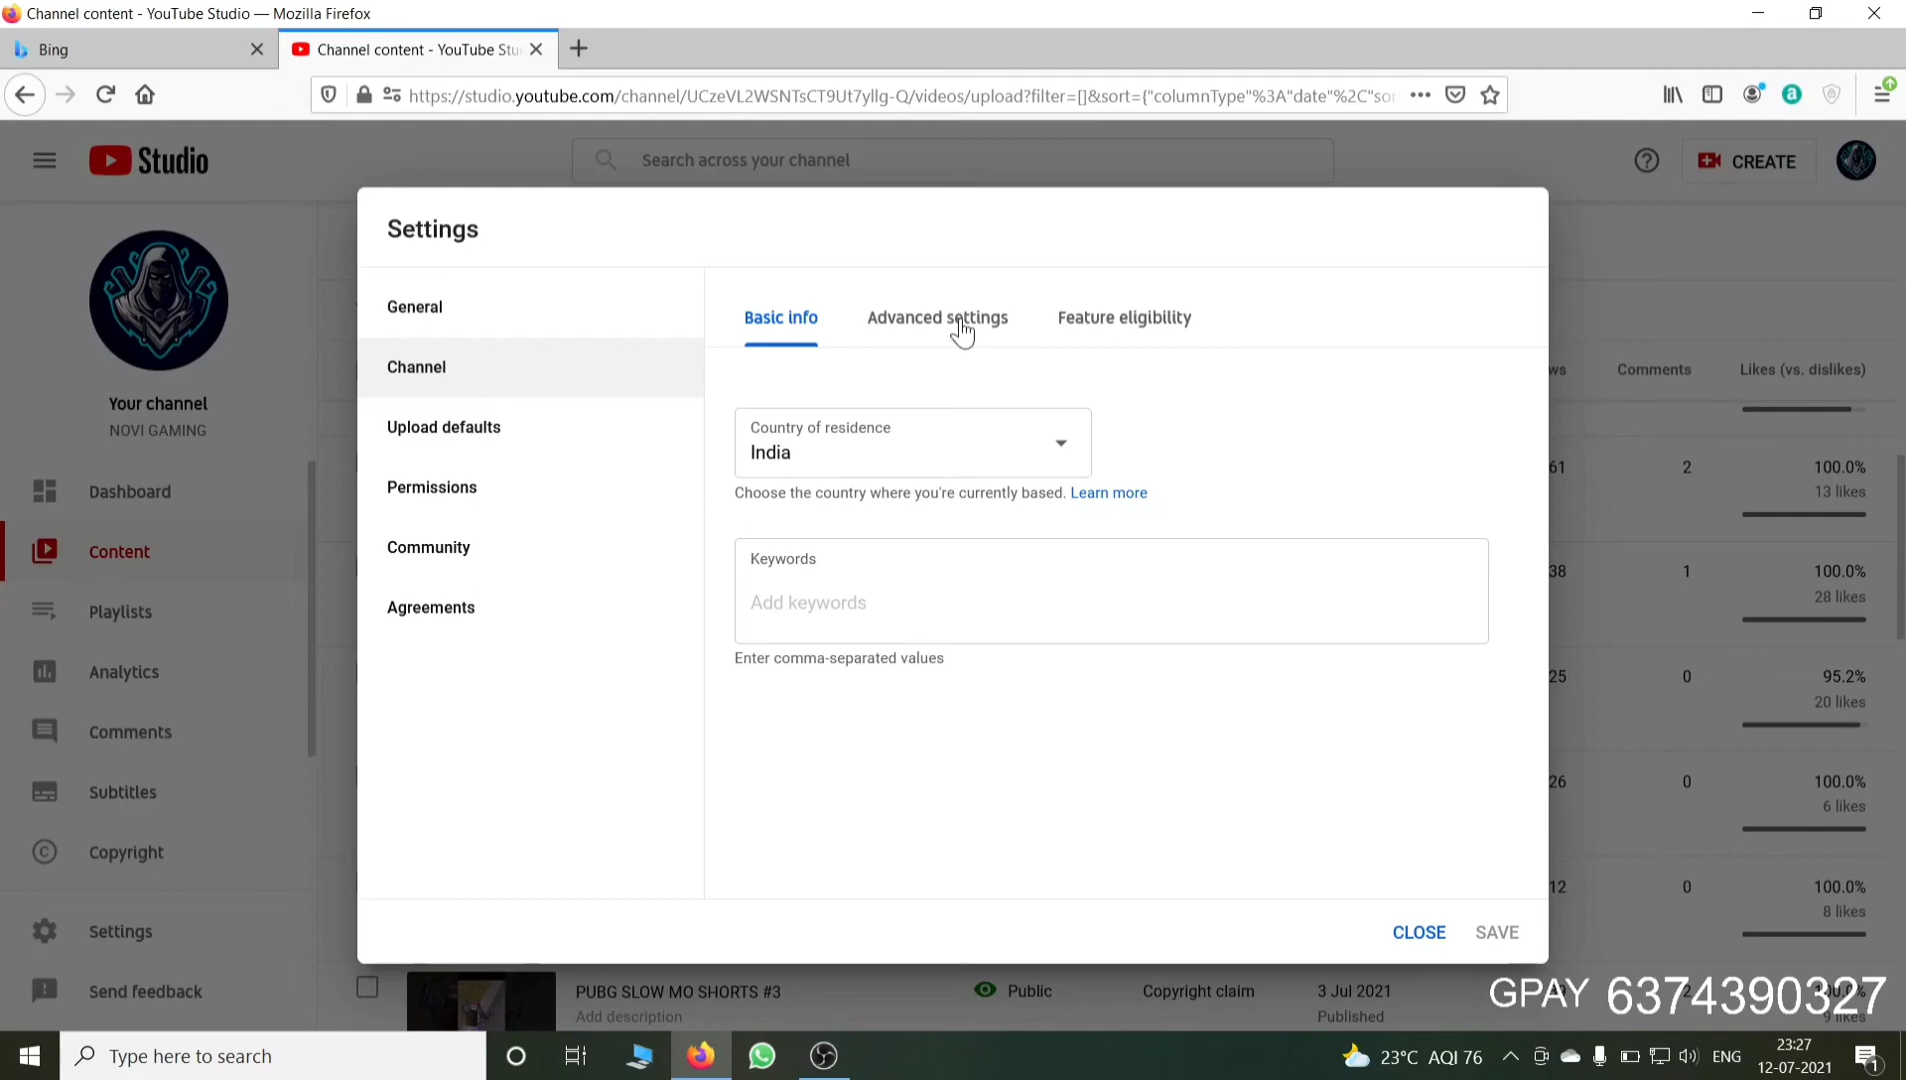 Channel content - YouTube Studio — Mozilla Firefox
Bing
Channel content - YouTube Stu
https://studio.youtube.com/channel/UCzeVL2WSNTsCT9Ut7yllg-Q/videos/upload?filter=[]&sort={"columnType"%3A"date"%2C"sor
Studio
Search across your channel
CREATE
Settings
General
Channel
Upload defaults
Permissions
Community
Agreements
Basic info
Advanced settings
Feature eligibility
Country of residence
India
Choose the country where you're currently based. Learn more
Keywords
Add keywords
Enter comma-separated values
CLOSE
SAVE
Your channel
NOVI GAMING
Dashboard
Content
Playlists
Analytics
Comments
Subtitles
Copyright
Settings
Send feedback
ws
Comments
Likes (vs. dislikes)
61
2
100.0%
13 likes
38
1
100.0%
28 likes
25
0
95.2%
20 likes
26
0
100.0%
6 likes
12
0
100.0%
8 likes
PUBG SLOW MO SHORTS #3
Add description
Public
Copyright claim
3 Jul 2021
Published
9 likes
GPAY 6374390327
Type here to search
23°C AQI 76
ENG
23:27
12-07-2021
1